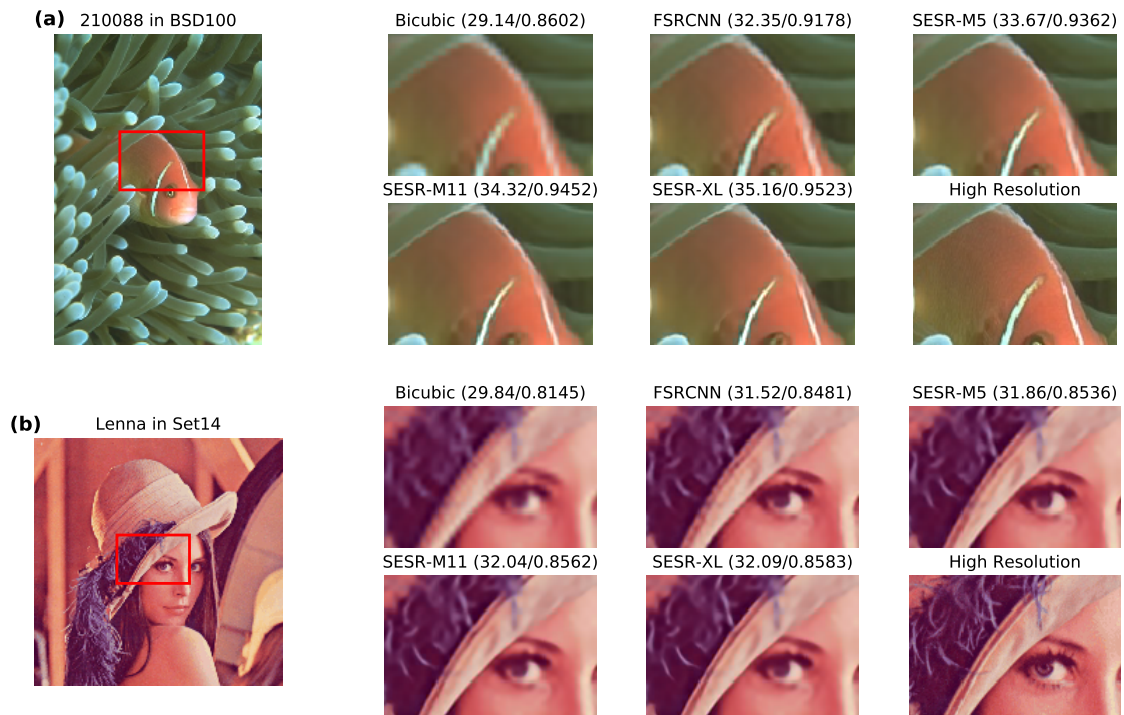 (a) 210088 in BSD100
Bicubic (29.14/0.8602) FSRCNN (32.35/0.9178) SESR-M5 (33.67/0.9362)
SESR-M11 (34.32/0.9452) SESR-XL (35.16/0.9523) High Resolution
Bicubic (29.84/0.8145) FSRCNN (31.52/0.8481) SESR-M5 (31.86/0.8536)
(b) Lenna in Set14
SESR-M11 (32.04/0.8562) SESR-XL (32.09/0.8583) High Resolution